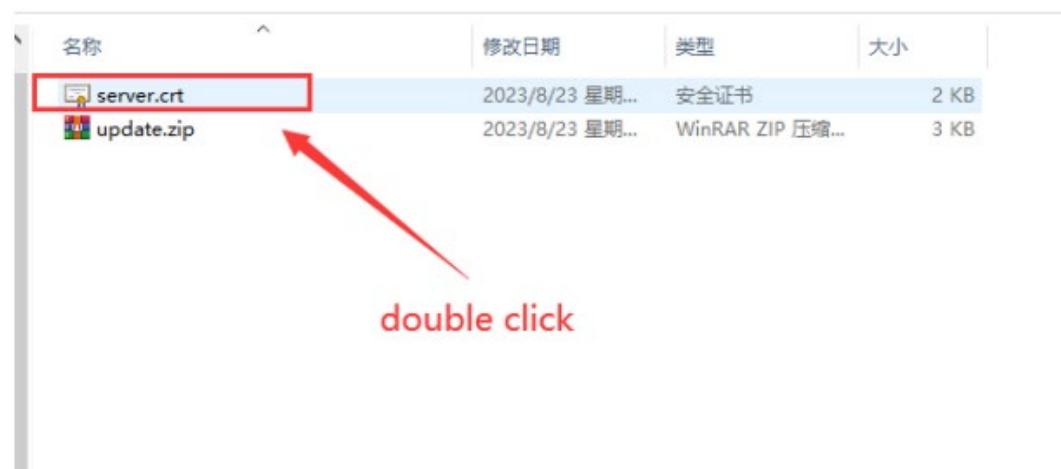 名称 修改日期 类型 大小
server.crt 2023/8/23 星期... 安全证书 2 KB
update.zip 2023/8/23 星期... WinRAR ZIP 压缩... 3 KB
double click